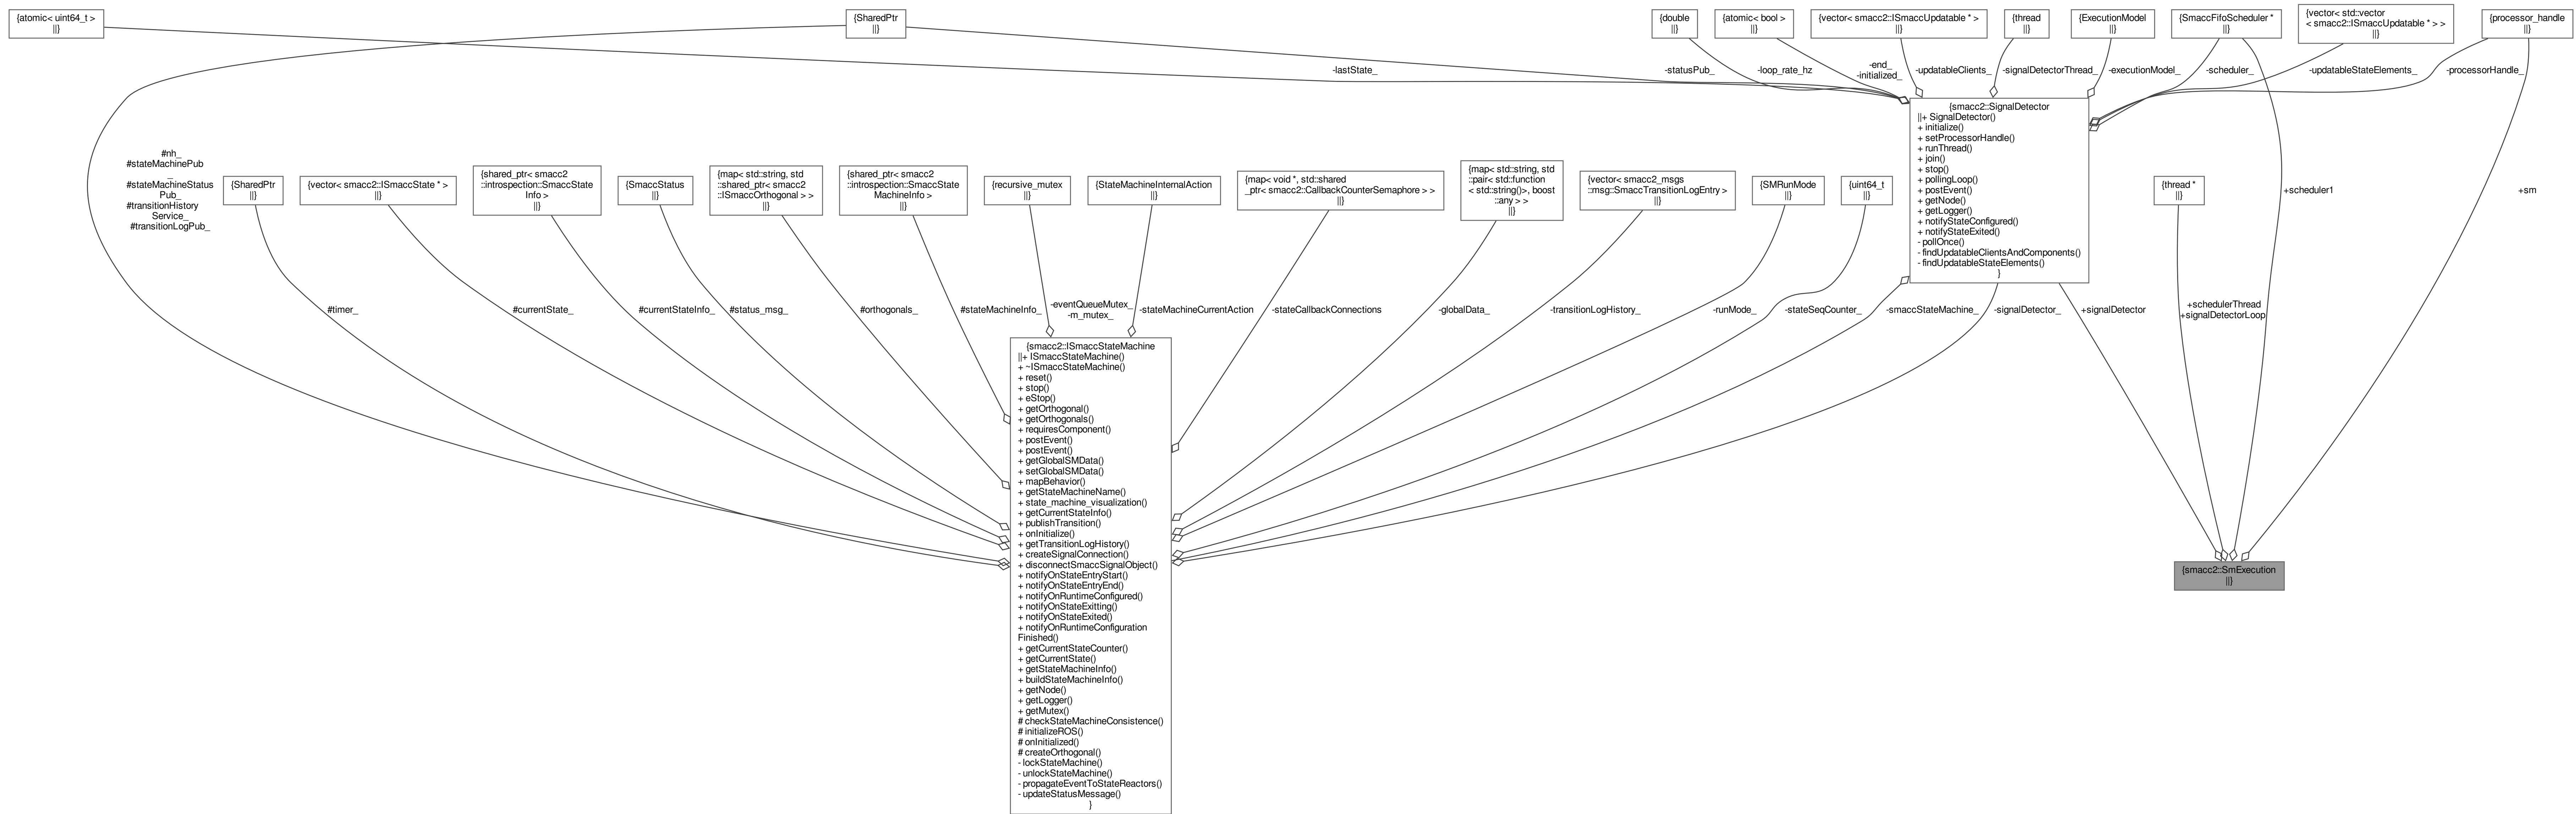 {atomic< uint64_t >
||}
{SharedPtr
||}
{double
||}
{atomic< bool >
||}
{vector< smacc2::ISmaccUpdatable * >
||}
{thread
||}
{ExecutionModel
||}
{SmaccFifoScheduler *
||}
{vector< std::vector
< smacc2::ISmaccUpdatable * > >
||}
{processor_handle
||}
-lastState_
-statusPub_
-loop_rate_hz
-end_
-initialized_
-updatableClients_
-signalDetectorThread_
-executionModel_
-scheduler_
-updatableStateElements_
-processorHandle_
{smacc2::SignalDetector
||+ SignalDetector()
+ initialize()
+ setProcessorHandle()
+ runThread()
+ join()
+ stop()
+ pollingLoop()
+ postEvent()
+ getNode()
+ getLogger()
+ notifyStateConfigured()
+ notifyStateExited()
- pollOnce()
- findUpdatableClientsAndComponents()
- findUpdatableStateElements()
}
#nh_
#stateMachinePub
_
#stateMachineStatus
Pub_
#transitionHistory
Service_
#transitionLogPub_
{SharedPtr
||}
{vector< smacc2::ISmaccState * >
||}
{shared_ptr< smacc2
::introspection::SmaccState
Info >
||}
{SmaccStatus
||}
{map< std::string, std
::shared_ptr< smacc2
::ISmaccOrthogonal > >
||}
{shared_ptr< smacc2
::introspection::SmaccState
MachineInfo >
||}
{recursive_mutex
||}
{StateMachineInternalAction
||}
{map< void *, std::shared
_ptr< smacc2::CallbackCounterSemaphore > >
||}
{map< std::string, std
::pair< std::function
< std::string()>, boost
::any > >
||}
{vector< smacc2_msgs
::msg::SmaccTransitionLogEntry >
||}
{SMRunMode
||}
{uint64_t
||}
{thread *
||}
+scheduler1
+sm
#timer_
#currentState_
#currentStateInfo_
#status_msg_
#orthogonals_
#stateMachineInfo_
-eventQueueMutex_
-m_mutex_
-stateMachineCurrentAction
-stateCallbackConnections
-globalData_
-transitionLogHistory_
-runMode_
-stateSeqCounter_
-smaccStateMachine_
-signalDetector_
+signalDetector
+schedulerThread
+signalDetectorLoop
{smacc2::ISmaccStateMachine
||+ ISmaccStateMachine()
+ ~ISmaccStateMachine()
+ reset()
+ stop()
+ eStop()
+ getOrthogonal()
+ getOrthogonals()
+ requiresComponent()
+ postEvent()
+ postEvent()
+ getGlobalSMData()
+ setGlobalSMData()
+ mapBehavior()
+ getStateMachineName()
+ state_machine_visualization()
+ getCurrentStateInfo()
+ publishTransition()
+ onInitialize()
+ getTransitionLogHistory()
+ createSignalConnection()
+ disconnectSmaccSignalObject()
+ notifyOnStateEntryStart()
+ notifyOnStateEntryEnd()
+ notifyOnRuntimeConfigured()
+ notifyOnStateExitting()
+ notifyOnStateExited()
+ notifyOnRuntimeConfiguration
Finished()
+ getCurrentStateCounter()
+ getCurrentState()
+ getStateMachineInfo()
+ buildStateMachineInfo()
+ getNode()
+ getLogger()
+ getMutex()
# checkStateMachineConsistence()
# initializeROS()
# onInitialized()
# createOrthogonal()
- lockStateMachine()
- unlockStateMachine()
- propagateEventToStateReactors()
- updateStatusMessage()
}
{smacc2::SmExecution
||}